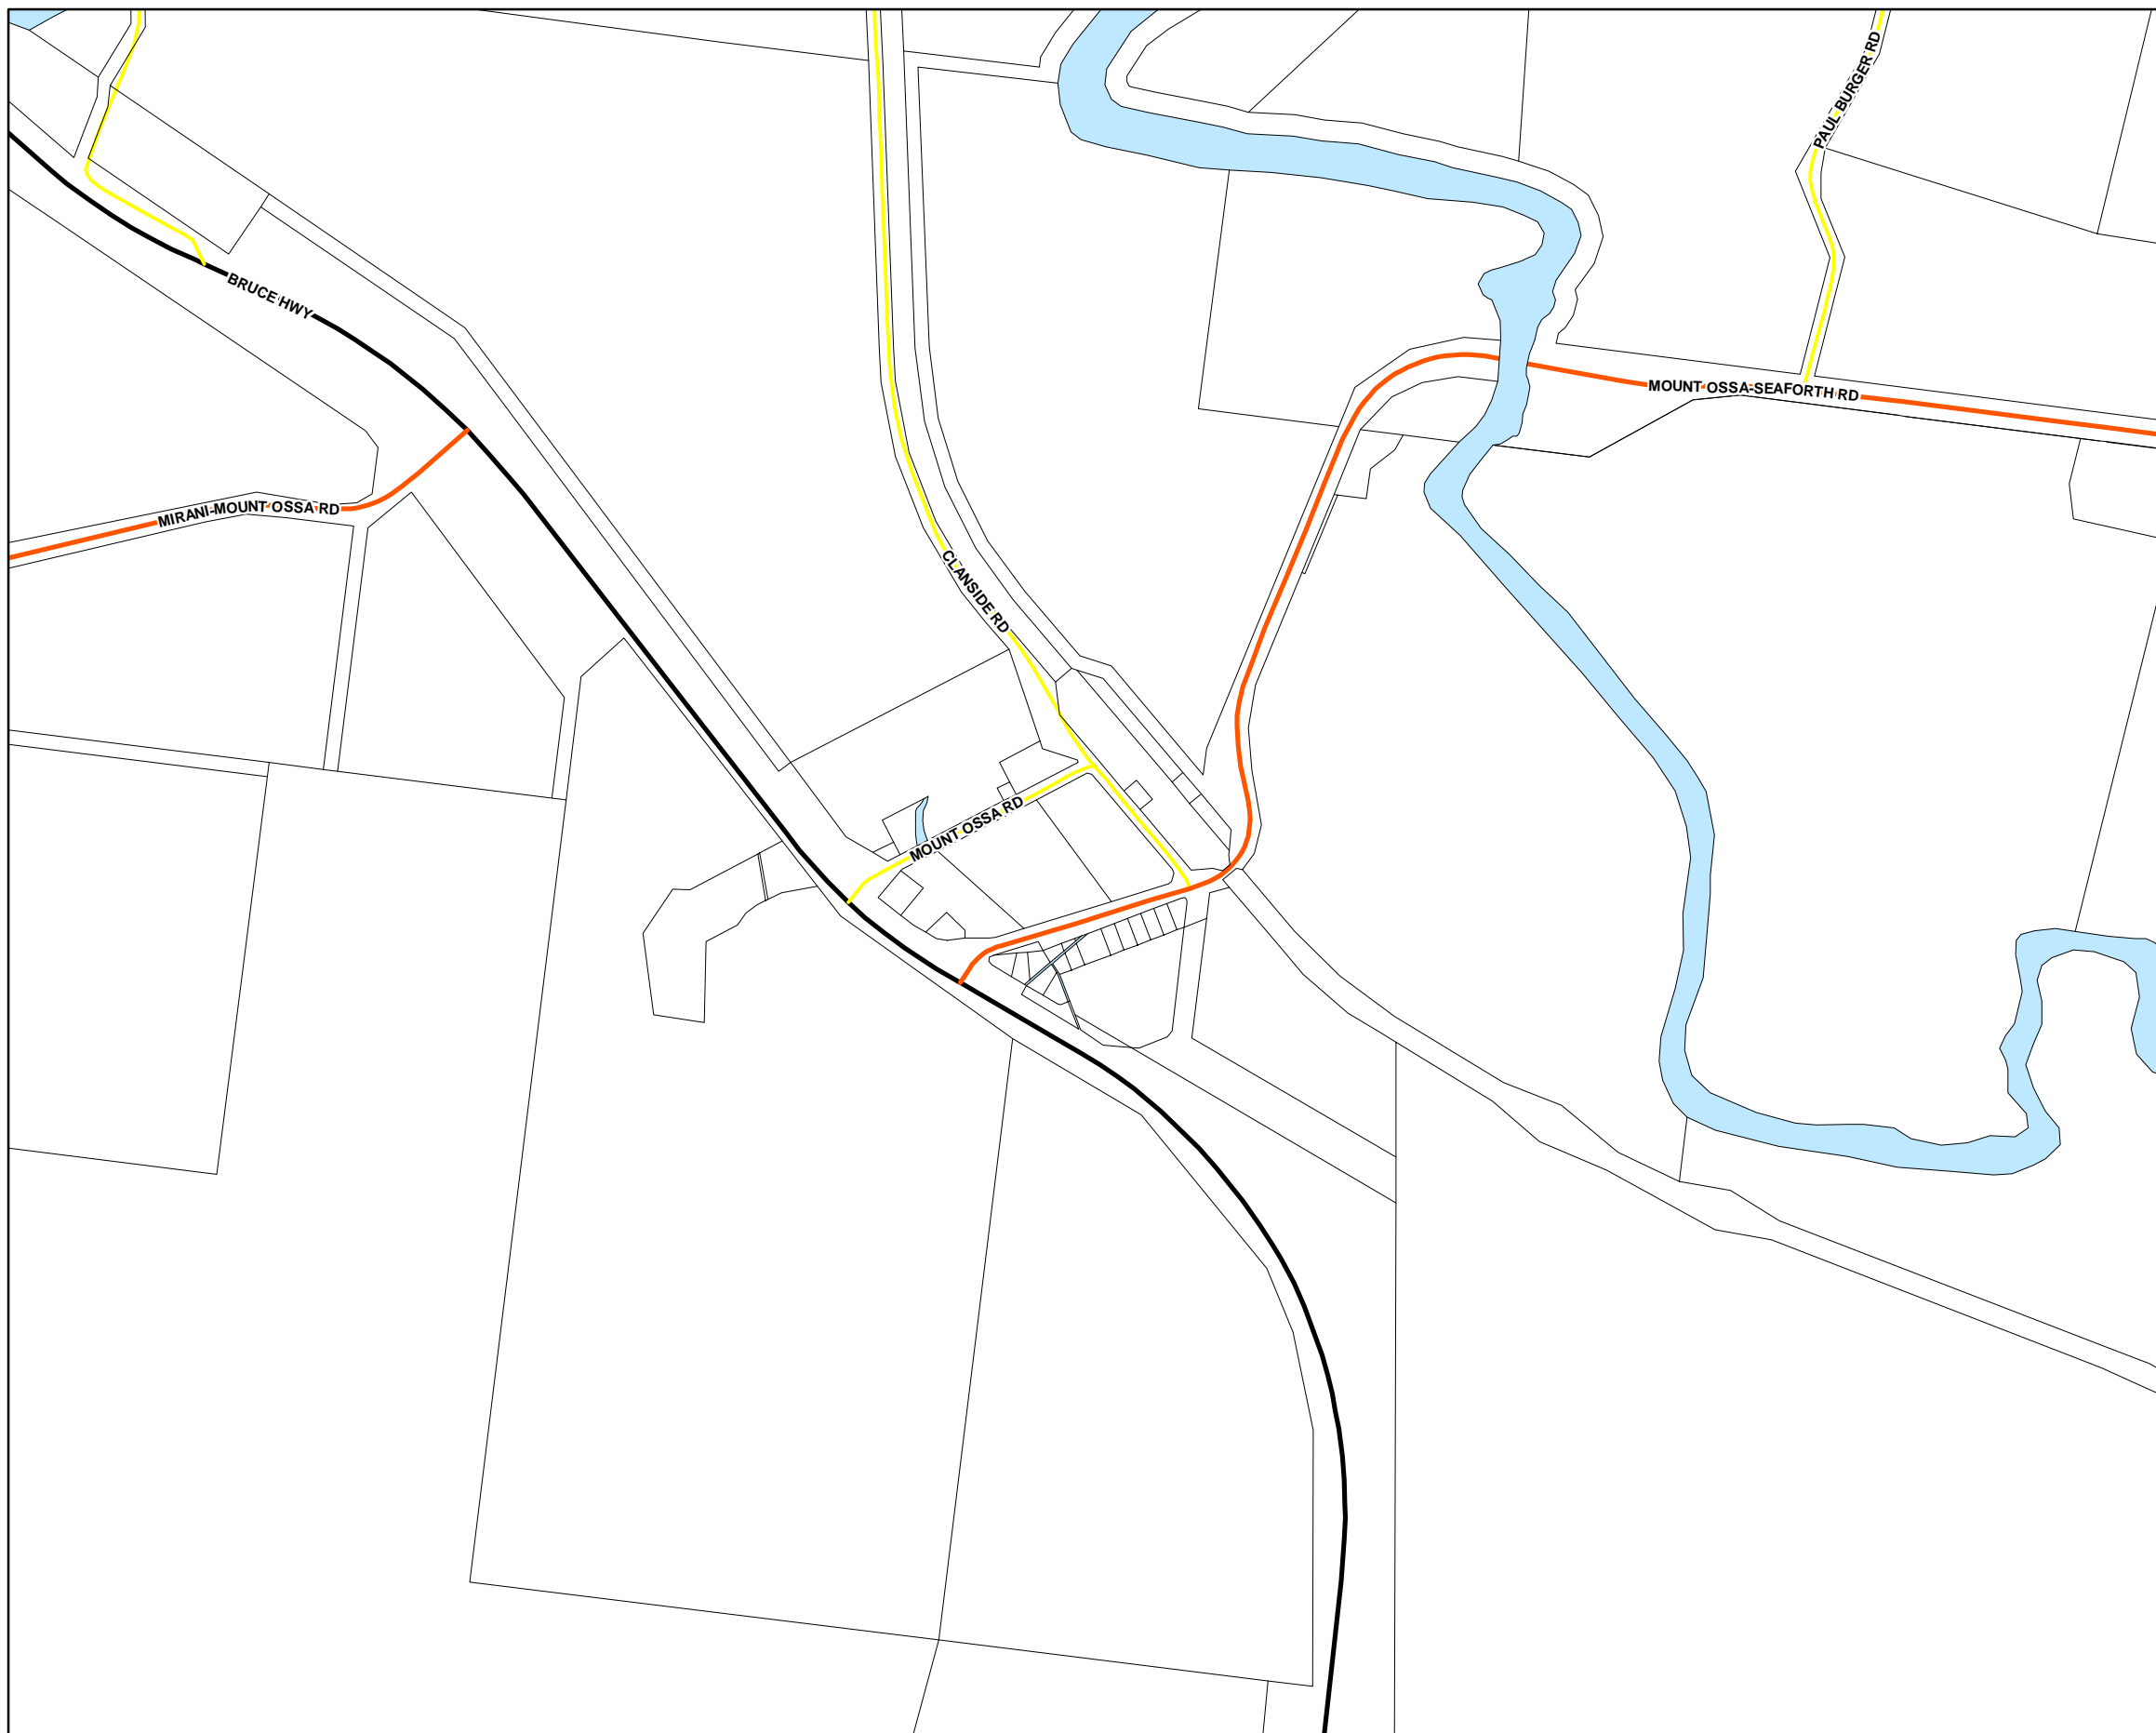 PAUL BURGER RD
BRUCE HWY
MOUNT OSSA-SEAFORTH RD
MIRANI-MOUNT OSSA RD
CLANSIDE RD
MOUNT OSSA RD